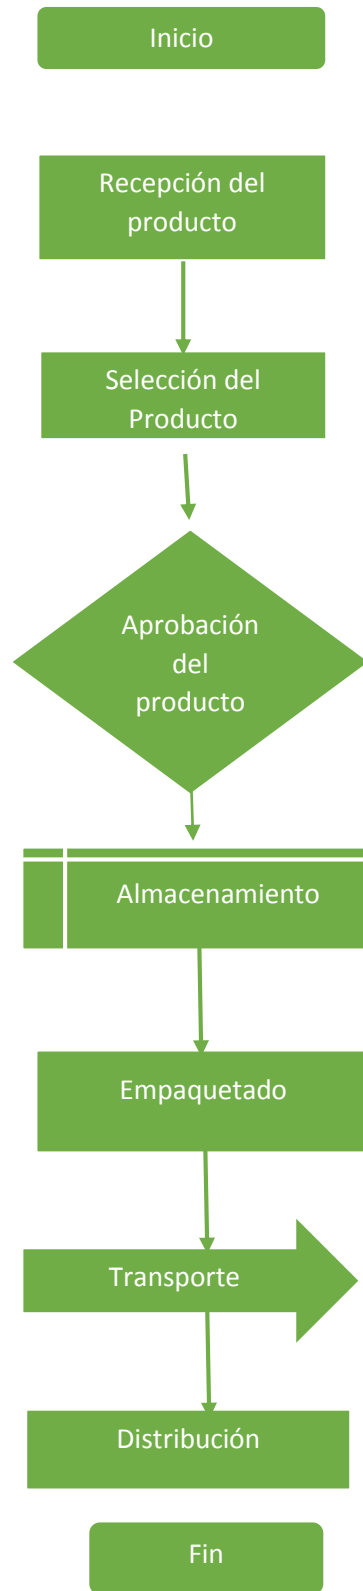 Inicio
Recepción del
producto
Selección del
Producto
Aprobación
del
producto
Almacenamiento
Empaquetado
Transporte
Distribución
Fin